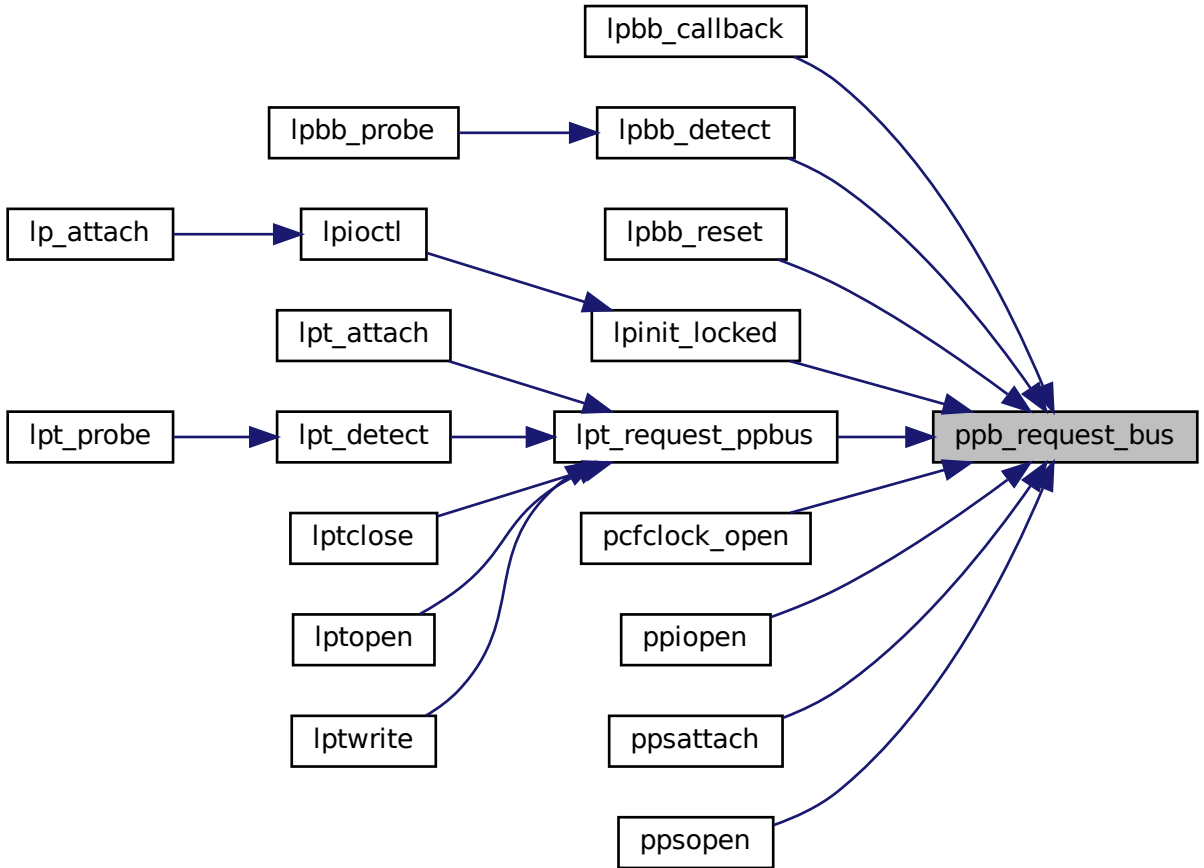 lpbb_callback
lpbb_probe
lpbb_detect
lp_attach
lpioctl
lpbb_reset
lpt_attach
lpinit_locked
lpt_probe
lpt_detect
lpt_request_ppbus
ppb_request_bus
lptclose
pcfclock_open
lptopen
ppiopen
lptwrite
ppsattach
ppsopen